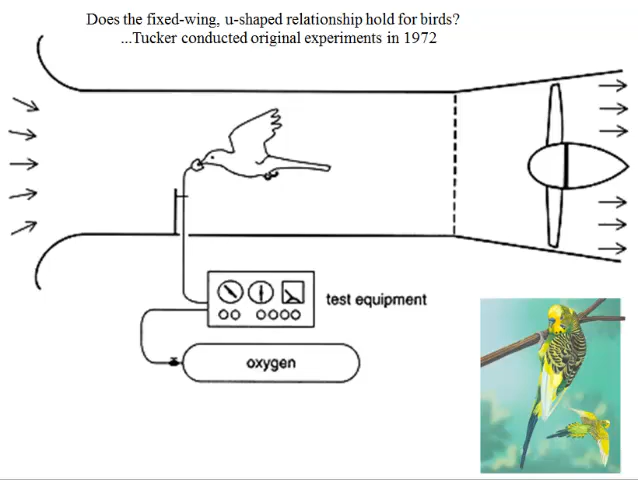 Does the fixed-wing, u-shaped relationship hold for birds?
...Tucker conducted original experiments in 1972
test equipment
oxygen